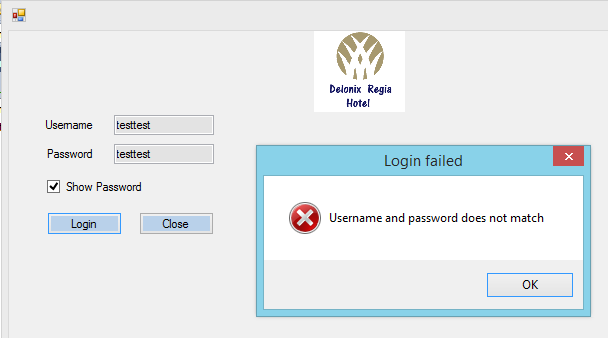 Delonix Regia
Hotel
Username testtest
Password testtest
Show Password
Login Close
Login failed
Username and password does not match
OK